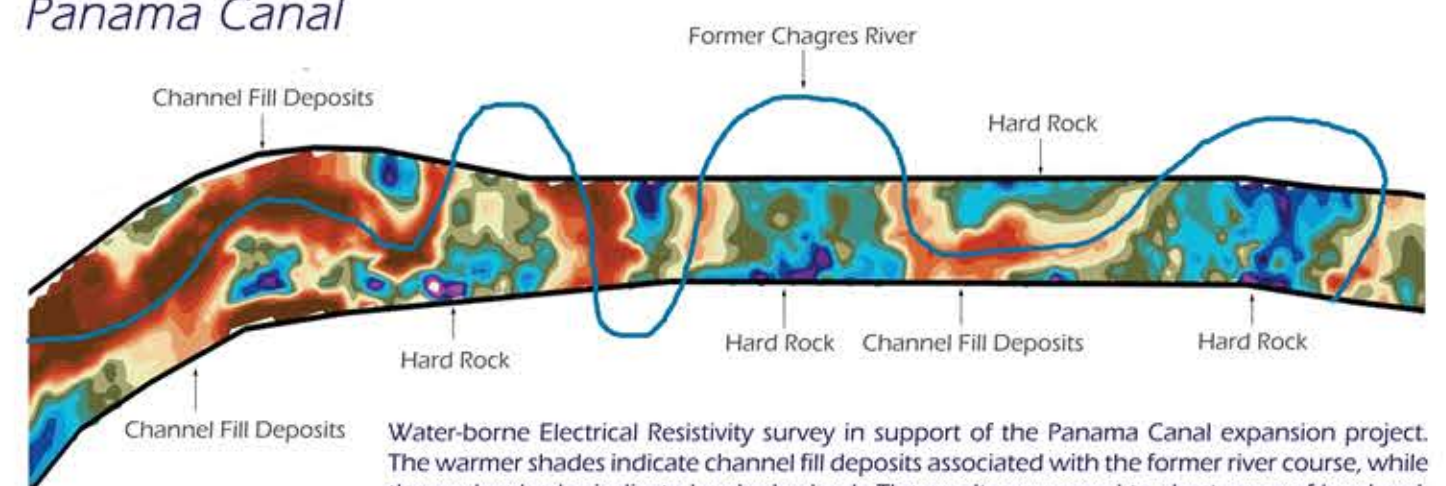 Panama Canal
Former Chagres River
Channel Fill Deposits
Hard Rock
Hard Rock
Channel Fill Deposits
Hard Rock
Hard Rock
Channel Fill Deposits
Water-borne Electrical Resistivity survey in support of the Panama Canal expansion project.
The warmer shades indicate channel fill deposits associated with the former river course, while